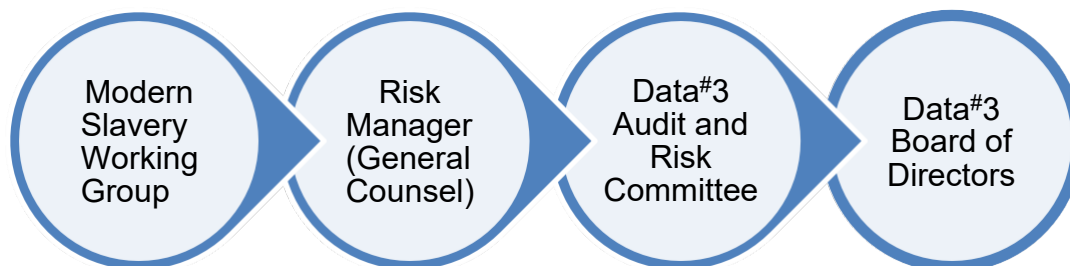 Modern
Slavery
Working
Group
Risk
Manager
(General
Counsel)
Data#3
Audit and
Risk
Committee
Data#3
Board of
Directors